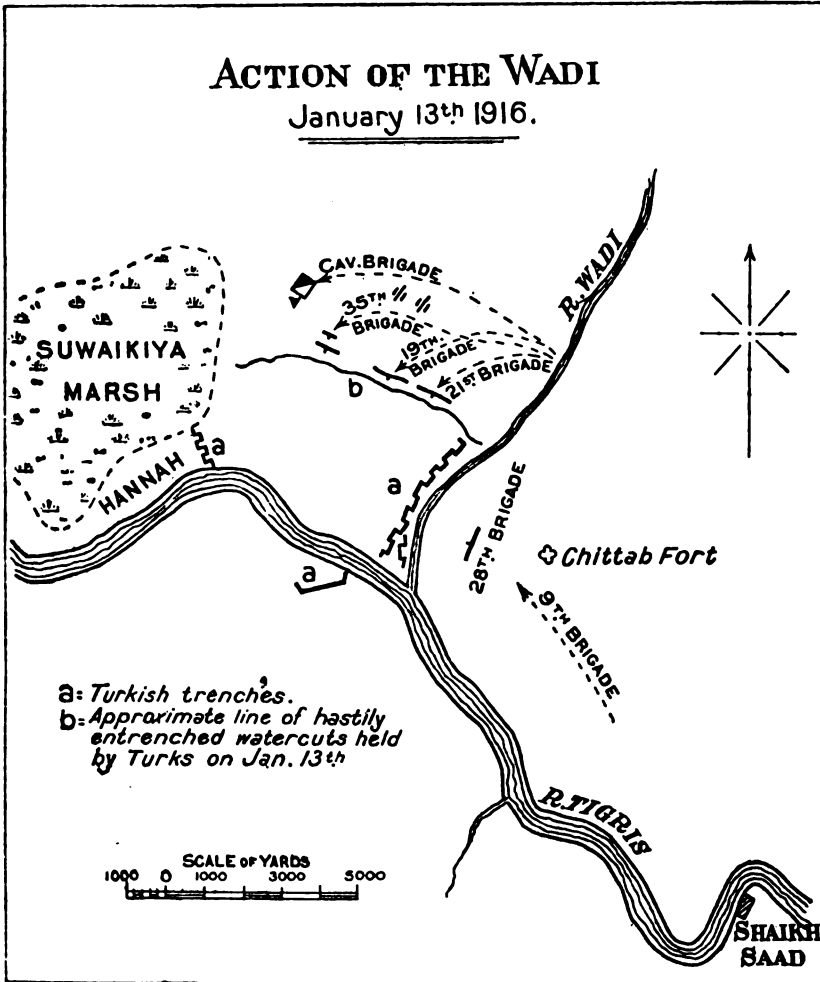 ACTION OF THE WADI
January 13th 1916.
R. WADI
CAV. BRIGADE
35TH
BRIGADE
19TH
BRIGADE
21ST BRIGADE
b
SUWAIKIYA
MARSH
a
HANNAH
a
28TH BRIGADE
Chittab Fort
a
9TH BRIGADE
a = Turkish trenches.
b = Approximate line of hastily
entrenched watercuts held
by Turks on Jan. 13th
R. TIGRIS
SCALE OF YARDS
1000 0 1000 3000 5000
SHAIKH
SAAD